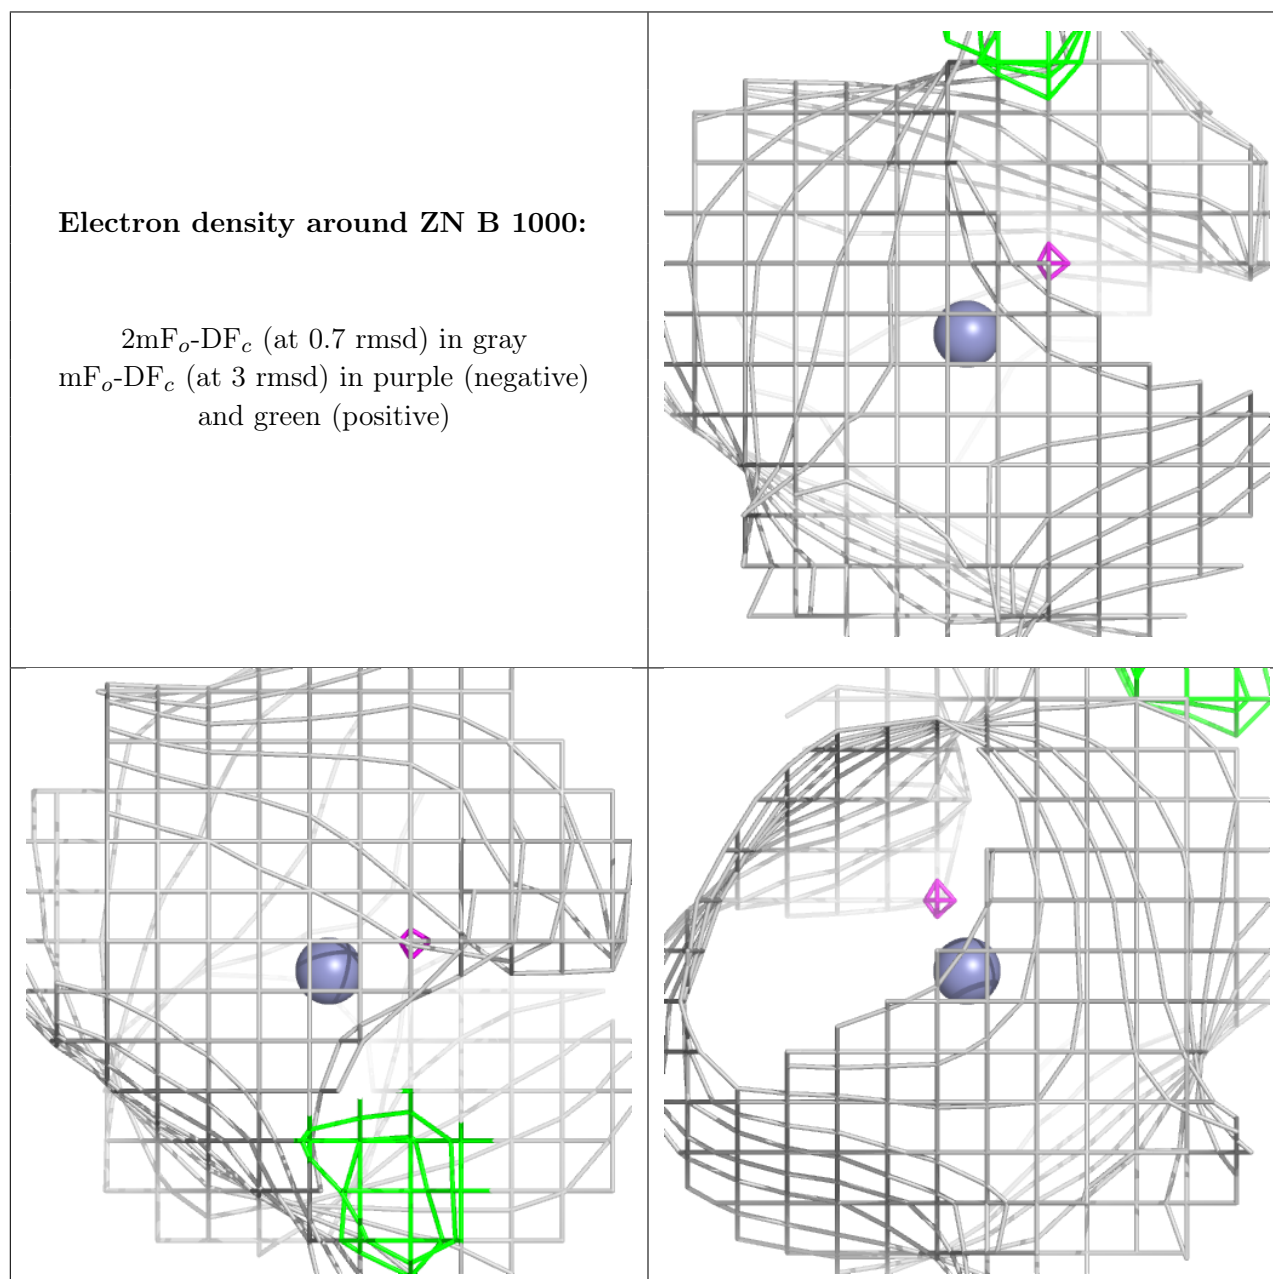 Electron density around ZN B 1000:
2mFo-DFc (at 0.7 rmsd) in gray
mFo-DFc (at 3 rmsd) in purple (negative)
and green (positive)